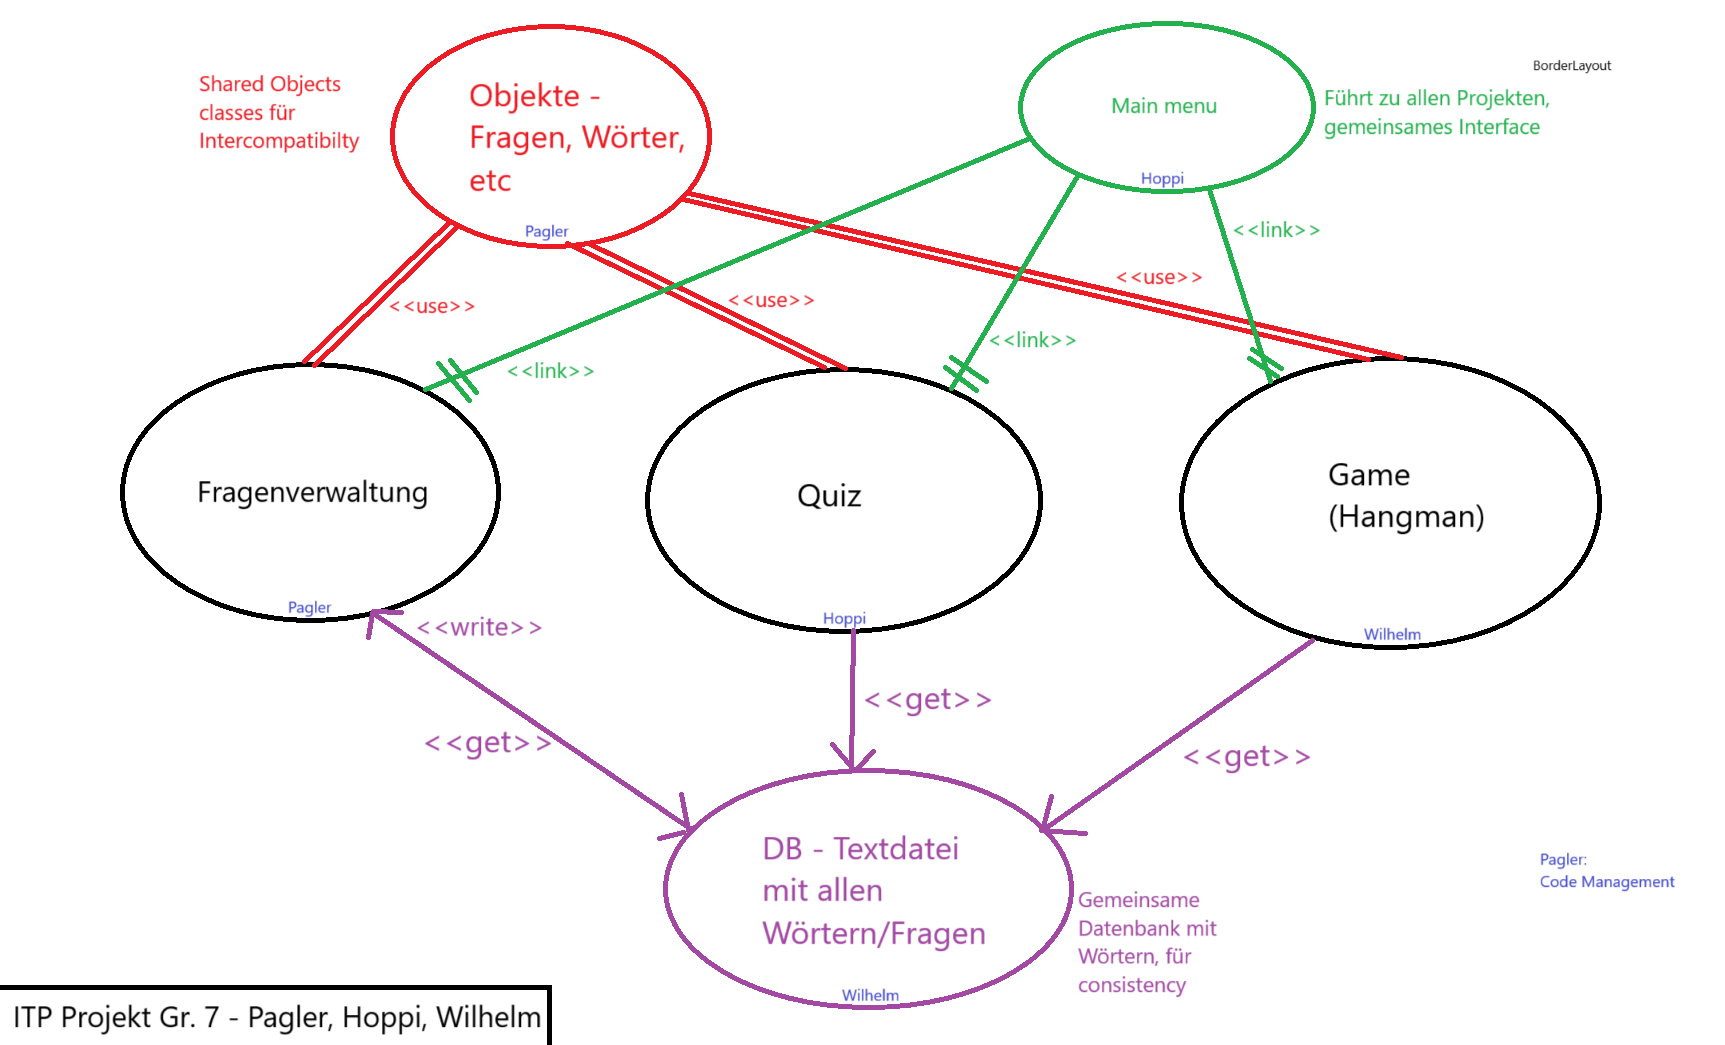 Shared Objects
classes für
Intercompatibilty
Objekte -
Fragen, Wörter,
etc
Pagler
Main menu
Hoppi
BorderLayout
Führt zu allen Projekten,
gemeinsames Interface
<<link>>
<<use>>
<<use>>
<<use>>
<<link>>
<<link>>
Fragenverwaltung
Pagler
Quiz
Hoppi
Game
(Hangman)
Wilhelm
<<write>>
<<get>>
<<get>>
<<get>>
DB - Textdatei
mit allen
Wörtern/Fragen
Wilhelm
Gemeinsame
Datenbank mit
Wörtern, für
consistency
Pagler:
Code Management
ITP Projekt Gr. 7 - Pagler, Hoppi, Wilhelm